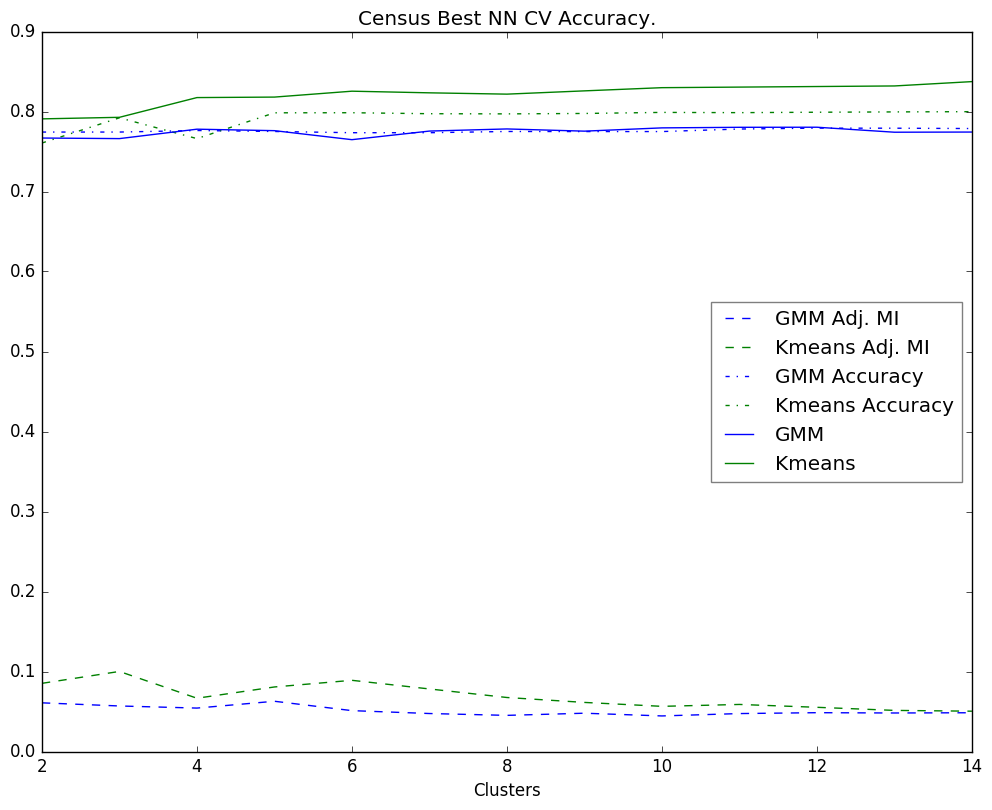 Census Best NN CV Accuracy.
0.9
0.8
0.7
0.6
0.5
0.4
0.3
0.2
0.1
0.0
GMM Adj. MI
Kmeans Adj. MI
GMM Accuracy
Kmeans Accuracy
GMM
Kmeans
2 4 6 8 10 12 14
Clusters